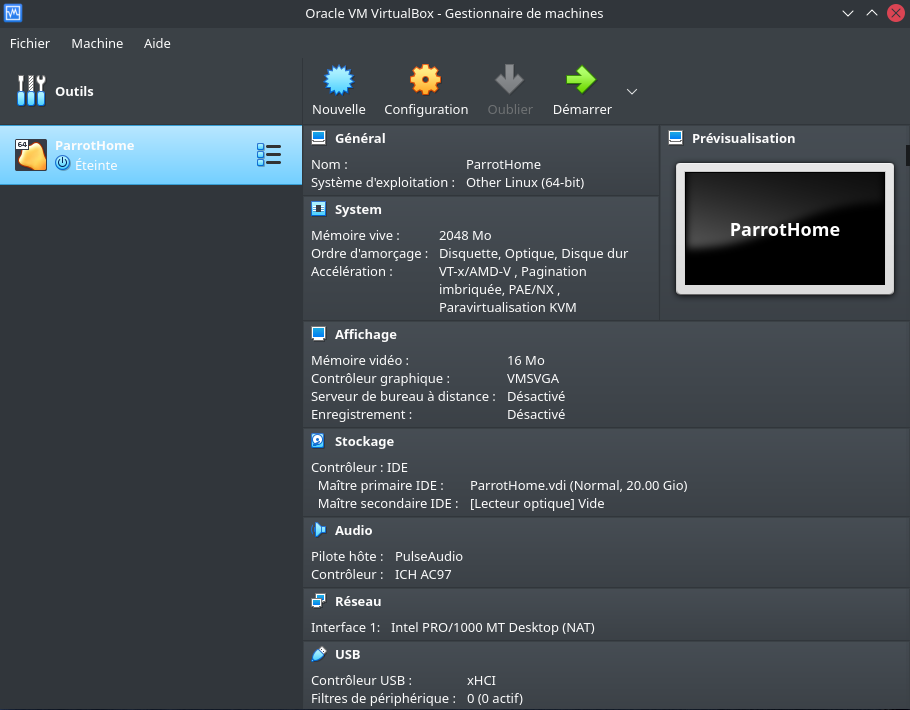 Oracle VM VirtualBox - Gestionnaire de machines
Fichier Machine Aide
Outils
Nouvelle Configuration Oublier Démarrer
64
ParrotHome
Éteinte
Général
Nom : ParrotHome
Système d'exploitation : Other Linux (64-bit)
Prévisualisation
ParrotHome
System
Mémoire vive : 2048 Mo
Ordre d'amorçage : Disquette, Optique, Disque dur
Accélération : VT-x/AMD-V , Pagination
imbriquée, PAE/NX ,
Paravirtualisation KVM
Affichage
Mémoire vidéo : 16 Mo
Contrôleur graphique : VMSVGA
Serveur de bureau à distance : Désactivé
Enregistrement : Désactivé
Stockage
Contrôleur : IDE
Maître primaire IDE : ParrotHome.vdi (Normal, 20.00 Gio)
Maître secondaire IDE : [Lecteur optique] Vide
Audio
Pilote hôte : PulseAudio
Contrôleur : ICH AC97
Réseau
Interface 1: Intel PRO/1000 MT Desktop (NAT)
USB
Contrôleur USB : xHCI
Filtres de périphérique : 0 (0 actif)